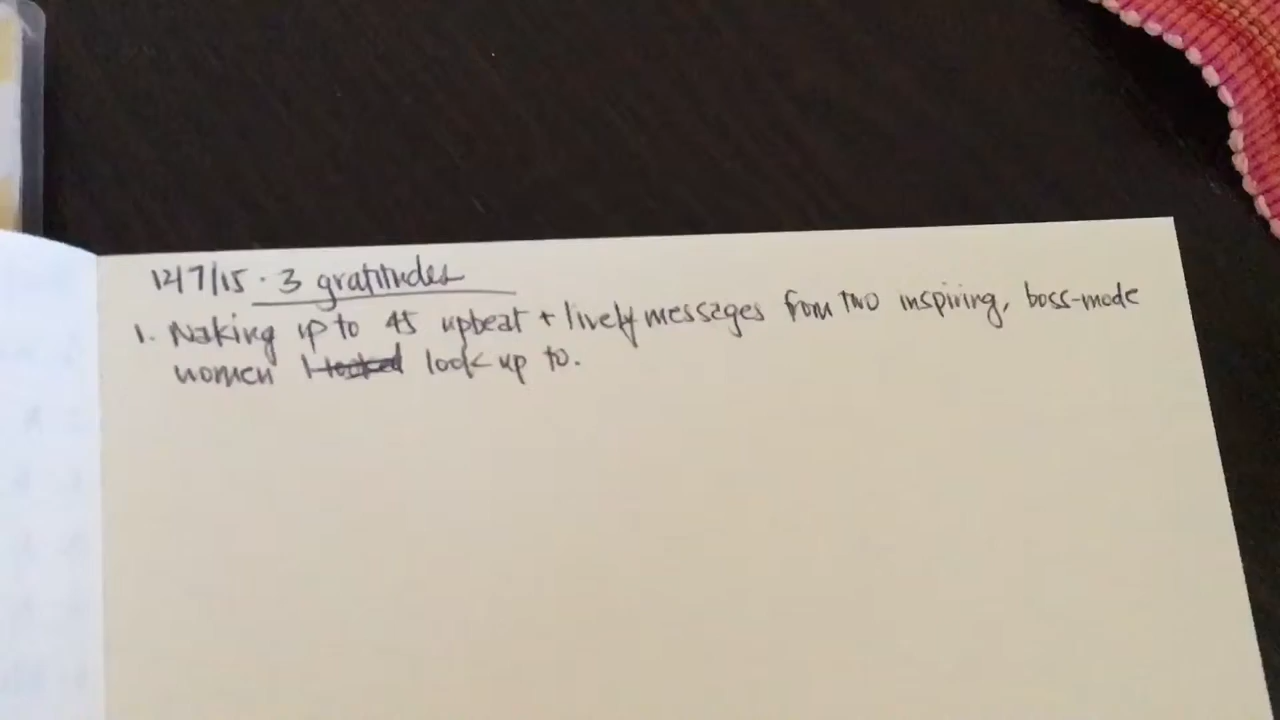 12/7/15 · 3 gratitudes
1. Waking up to 45 upbeat + lively messages from two inspiring, boss-mode
women I look up to.